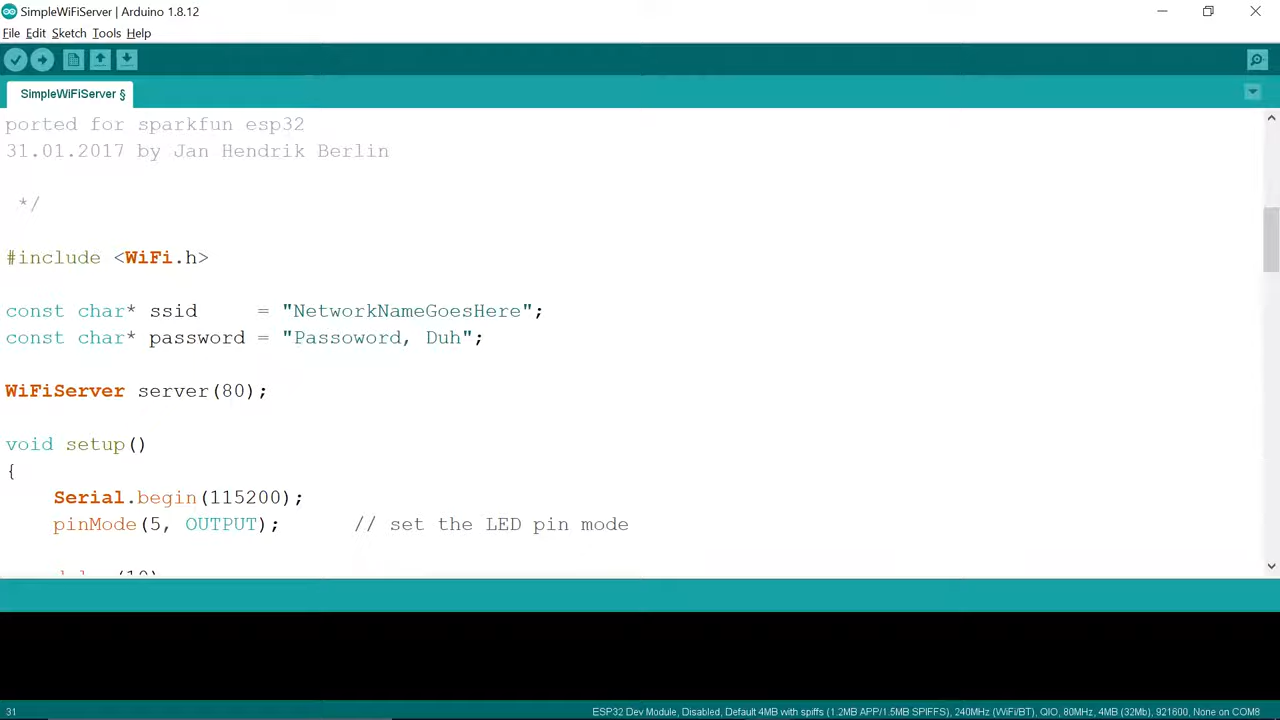 SimpleWiFiServer | Arduino 1.8.12
File Edit Sketch Tools Help
SimpleWiFiServer §
ported for sparkfun esp32
31.01.2017 by Jan Hendrik Berlin
*/
#include <WiFi.h>
const char* ssid     = "NetworkNameGoesHere";
const char* password = "Passoword, Duh";
WiFiServer server(80);
void setup()
{
Serial.begin(115200);
pinMode(5, OUTPUT);      // set the LED pin mode
delay(10)
31
ESP32 Dev Module, Disabled, Default 4MB with spiffs (1.2MB APP/1.5MB SPIFFS), 240MHz (WiFi/BT), QIO, 80MHz, 4MB (32Mb), 921600, None on COM8